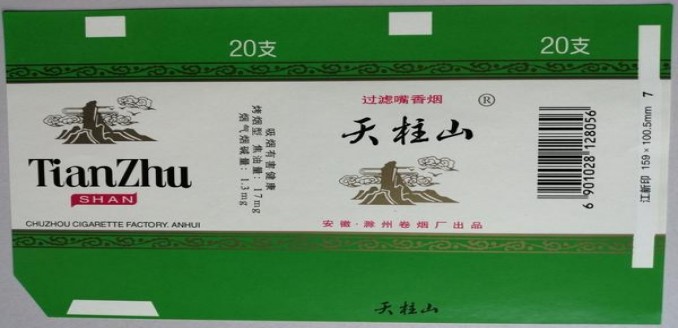 20支
20支
TianZhu
SHAN
CHUZHOU CIGARETTE FACTORY. ANHUI
吸烟有害健康
烤烟型 焦油量：17mg
烟气烟碱量：1.3mg
过滤嘴香烟
®
天柱山
安徽·滁州卷烟厂出品
6 901028 128056
江新印 159×100.5mm 7
天柱山